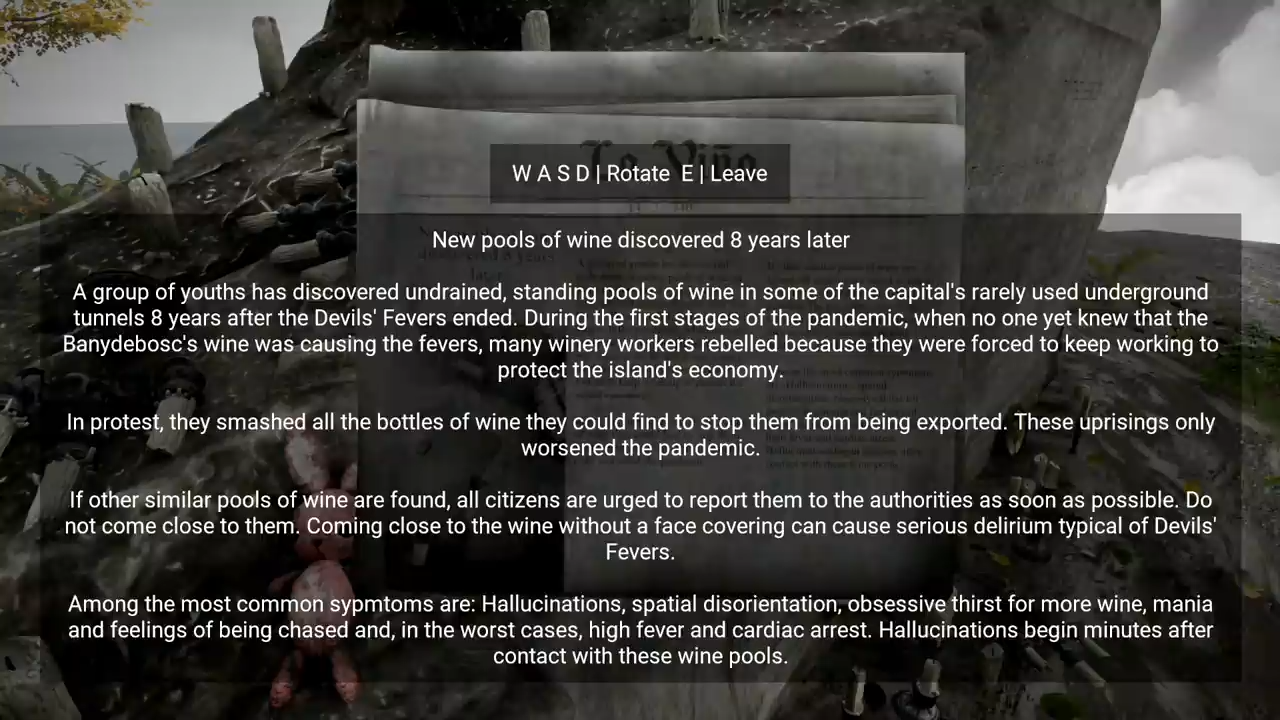 La Viña
W A S D | Rotate E | Leave
New pools of wine discovered 8 years later
A group of youths has discovered undrained, standing pools of wine in some of the capital's rarely used underground
tunnels 8 years after the Devils' Fevers ended. During the first stages of the pandemic, when no one yet knew that the
Banydebosc's wine was causing the fevers, many winery workers rebelled because they were forced to keep working to
protect the island's economy.
In protest, they smashed all the bottles of wine they could find to stop them from being exported. These uprisings only
worsened the pandemic.
If other similar pools of wine are found, all citizens are urged to report them to the authorities as soon as possible. Do
not come close to them. Coming close to the wine without a face covering can cause serious delirium typical of Devils'
Fevers.
Among the most common sypmtoms are: Hallucinations, spatial disorientation, obsessive thirst for more wine, mania
and feelings of being chased and, in the worst cases, high fever and cardiac arrest. Hallucinations begin minutes after
contact with these wine pools.